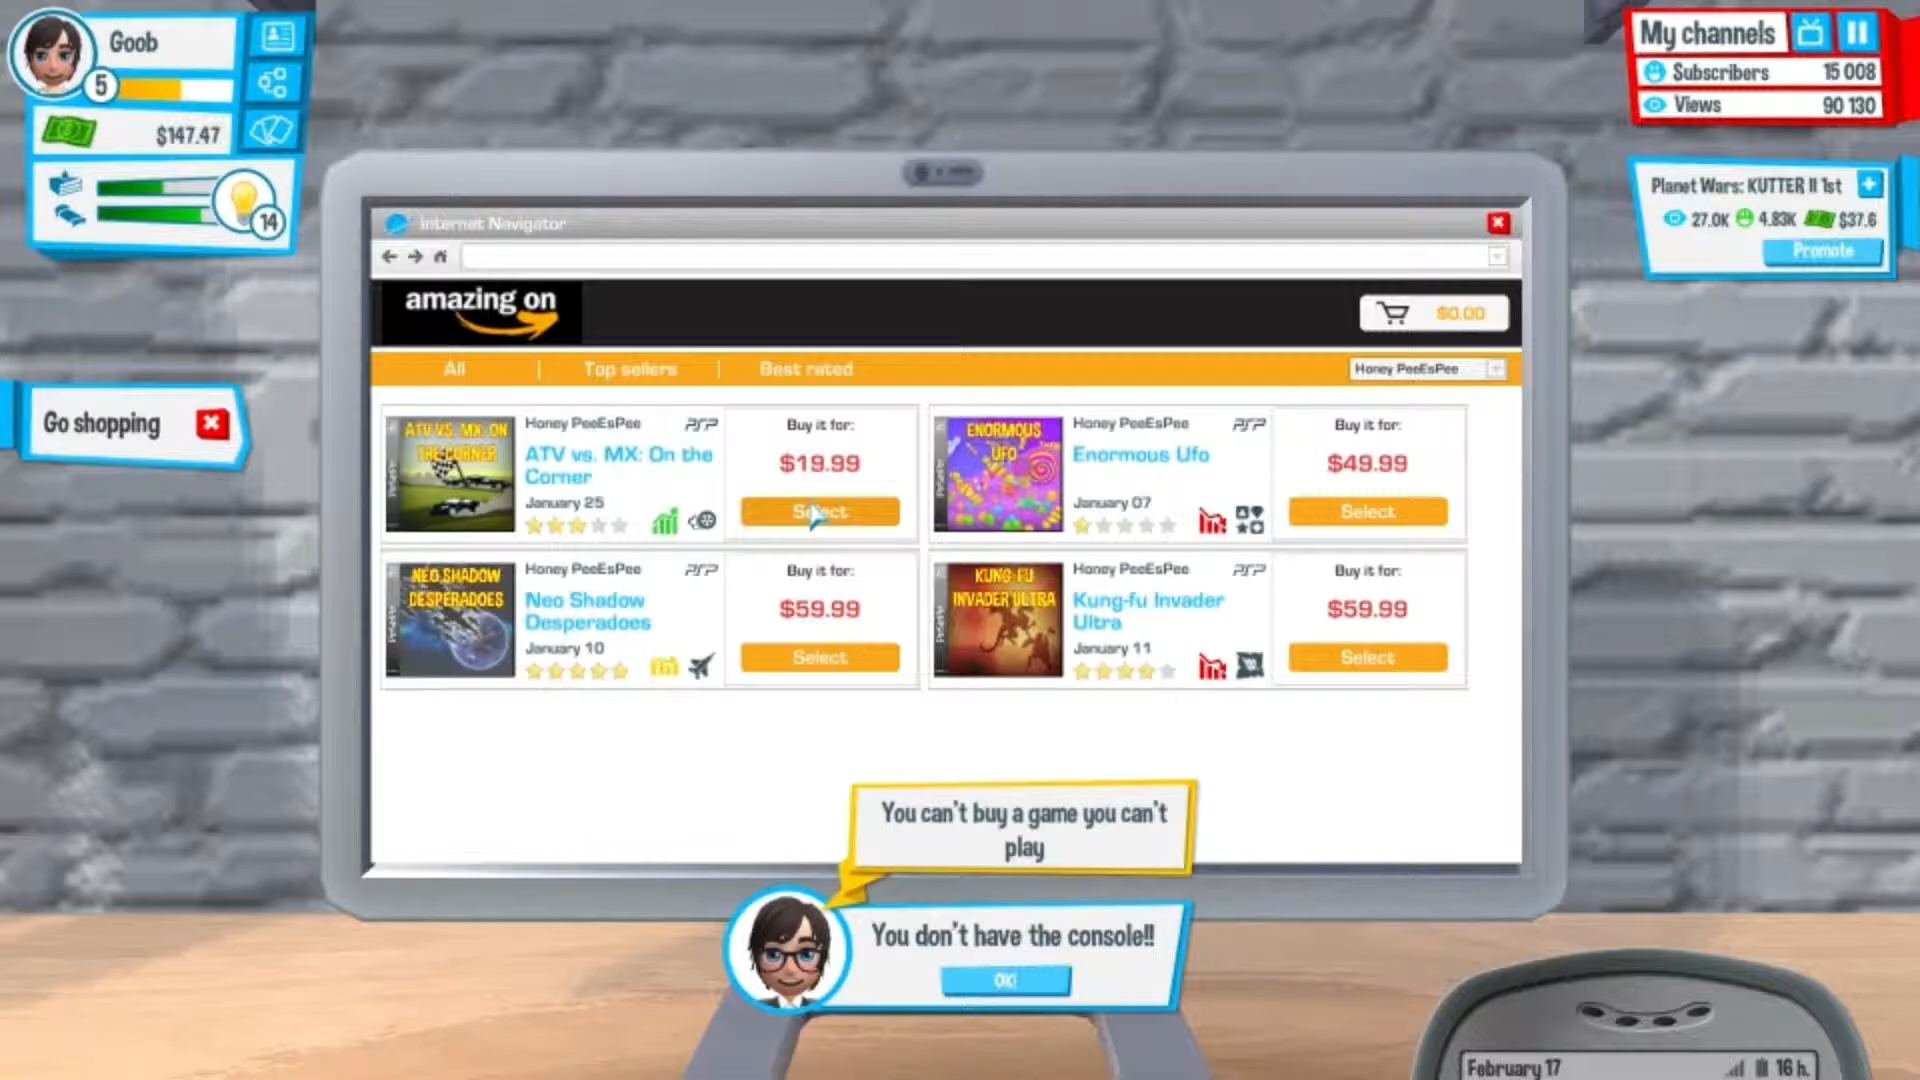 Goob
5
$147.47
14
Go shopping
My channels
Subscribers 15 008
Views 90 130
Planet Wars: KUTTER II 1st
27.0K 4.83K $37.6
Promote
Internet Navigator
amazing on
$0.00
All | Top sellers | Best rated
Honey PeeEsPee
ATV VS. MX: ON
THE CORNER
Honey PeeEsPee PSP
ATV vs. MX: On the
Corner
January 25
Buy it for:
$19.99
Select
ENORMOUS
UFO
Honey PeeEsPee PSP
Enormous Ufo
January 07
Buy it for:
$49.99
Select
NEO SHADOW
DESPERADOES
Honey PeeEsPee PSP
Neo Shadow
Desperadoes
January 10
Buy it for:
$59.99
Select
KUNG-FU
INVADER ULTRA
Honey PeeEsPee PSP
Kung-fu Invader
Ultra
January 11
Buy it for:
$59.99
Select
You can't buy a game you can't
play
You don't have the console!!
OK!
February 17 16 h.